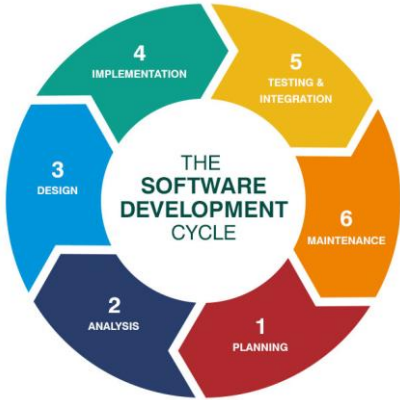 THE
SOFTWARE
DEVELOPMENT
CYCLE
1
PLANNING
2
ANALYSIS
3
DESIGN
4
IMPLEMENTATION
5
TESTING &
INTEGRATION
6
MAINTENANCE